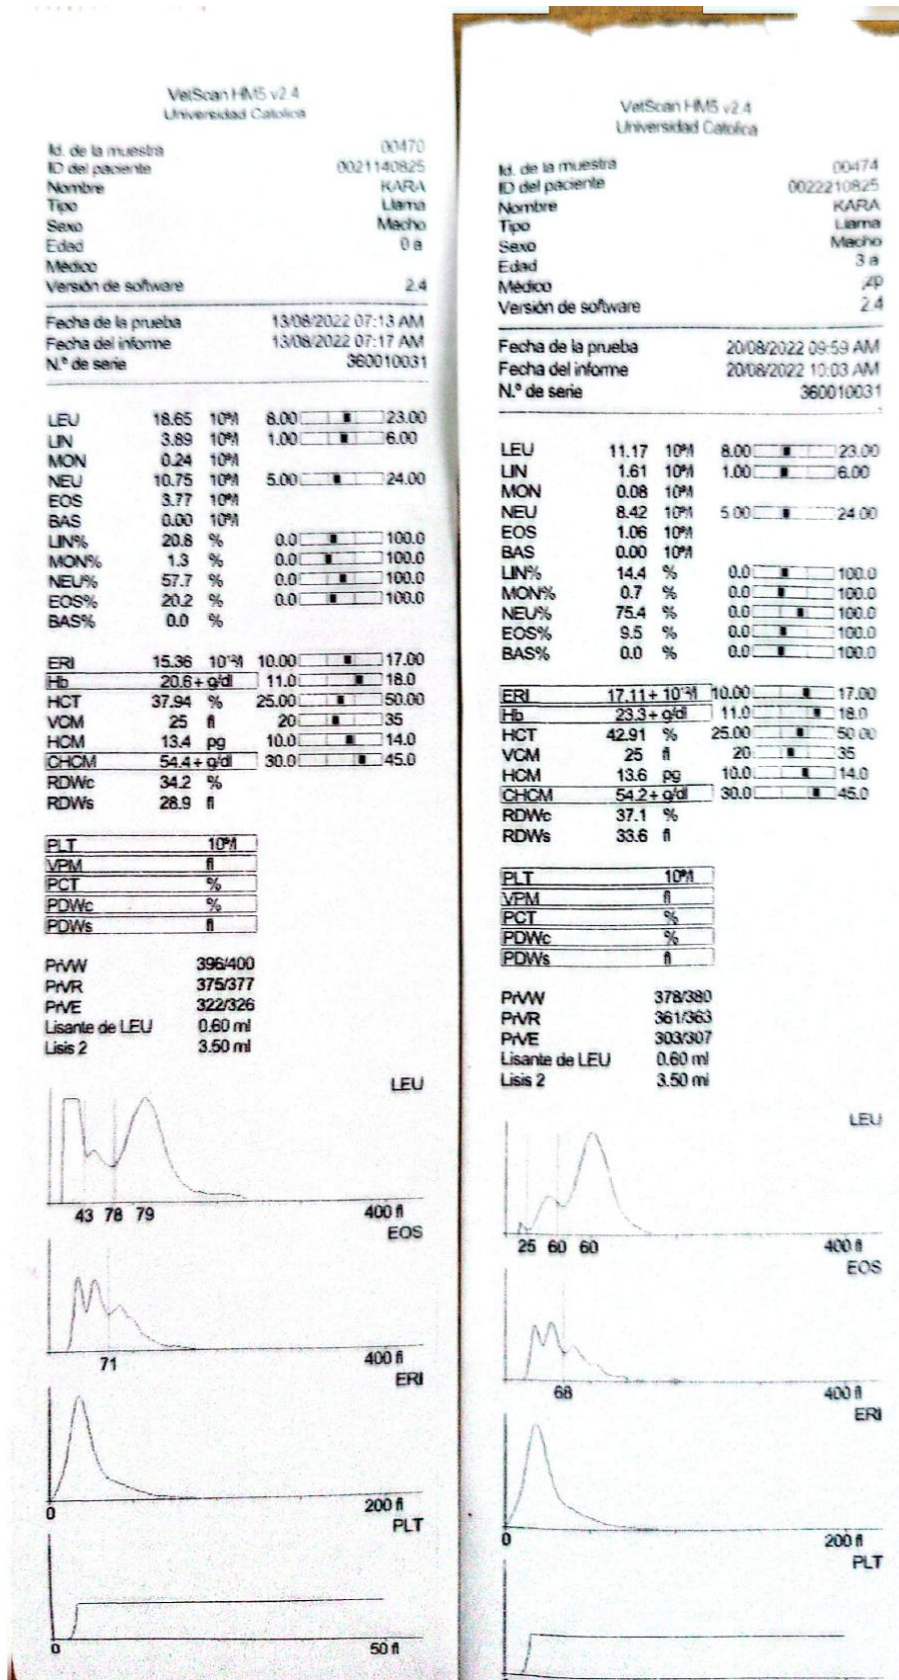 VetScan HM5 v2.4
Universidad Catolica
Id. de la muestra 00470
ID del paciente 0021140825
Nombre KARA
Tipo Llama
Sexo Macho
Edad 0 a
Médico
Versión de software 2.4
Fecha de la prueba 13/08/2022 07:13 AM
Fecha del informe 13/08/2022 07:17 AM
N.º de serie 360010031
LEU 18.65 10⁹/l 8.00 23.00
LIN 3.89 10⁹/l 1.00 6.00
MON 0.24 10⁹/l
NEU 10.75 10⁹/l 5.00 24.00
EOS 3.77 10⁹/l
BAS 0.00 10⁹/l
LIN% 20.8 % 0.0 100.0
MON% 1.3 % 0.0 100.0
NEU% 57.7 % 0.0 100.0
EOS% 20.2 % 0.0 100.0
BAS% 0.0 %
ERI 15.36 10¹²/l 10.00 17.00
Hb 20.6+ g/dl 11.0 18.0
HCT 37.94 % 25.00 50.00
VCM 25 fl 20 35
HCM 13.4 pg 10.0 14.0
CHCM 54.4+ g/dl 30.0 45.0
RDWc 34.2 %
RDWs 28.9 fl
PLT 10⁹/l
VPM fl
PCT %
PDWc %
PDWs fl
PrVW 396/400
PrVR 375/377
PrVE 322/326
Lisante de LEU 0.60 ml
Lisis 2 3.50 ml
LEU
43 78 79 400 fl
EOS
71 400 fl
ERI
0 200 fl
PLT
0 50 fl
VetScan HM5 v2.4
Universidad Catolica
Id. de la muestra 00474
ID del paciente 0022210825
Nombre KARA
Tipo Llama
Sexo Macho
Edad 3 a
Médico
Versión de software 2.4
Fecha de la prueba 20/08/2022 09:59 AM
Fecha del informe 20/08/2022 10:03 AM
N.º de serie 360010031
LEU 11.17 10⁹/l 8.00 23.00
LIN 1.61 10⁹/l 1.00 6.00
MON 0.08 10⁹/l
NEU 8.42 10⁹/l 5.00 24.00
EOS 1.06 10⁹/l
BAS 0.00 10⁹/l
LIN% 14.4 % 0.0 100.0
MON% 0.7 % 0.0 100.0
NEU% 75.4 % 0.0 100.0
EOS% 9.5 % 0.0 100.0
BAS% 0.0 % 0.0 100.0
ERI 17.11+ 10¹²/l 10.00 17.00
Hb 23.3+ g/dl 11.0 18.0
HCT 42.91 % 25.00 50.00
VCM 25 fl 20 35
HCM 13.6 pg 10.0 14.0
CHCM 54.2+ g/dl 30.0 45.0
RDWc 37.1 %
RDWs 33.6 fl
PLT 10⁹/l
VPM fl
PCT %
PDWc %
PDWs fl
PrVW 378/380
PrVR 361/363
PrVE 303/307
Lisante de LEU 0.60 ml
Lisis 2 3.50 ml
LEU
25 60 60 400 fl
EOS
68 400 fl
ERI
0 200 fl
PLT